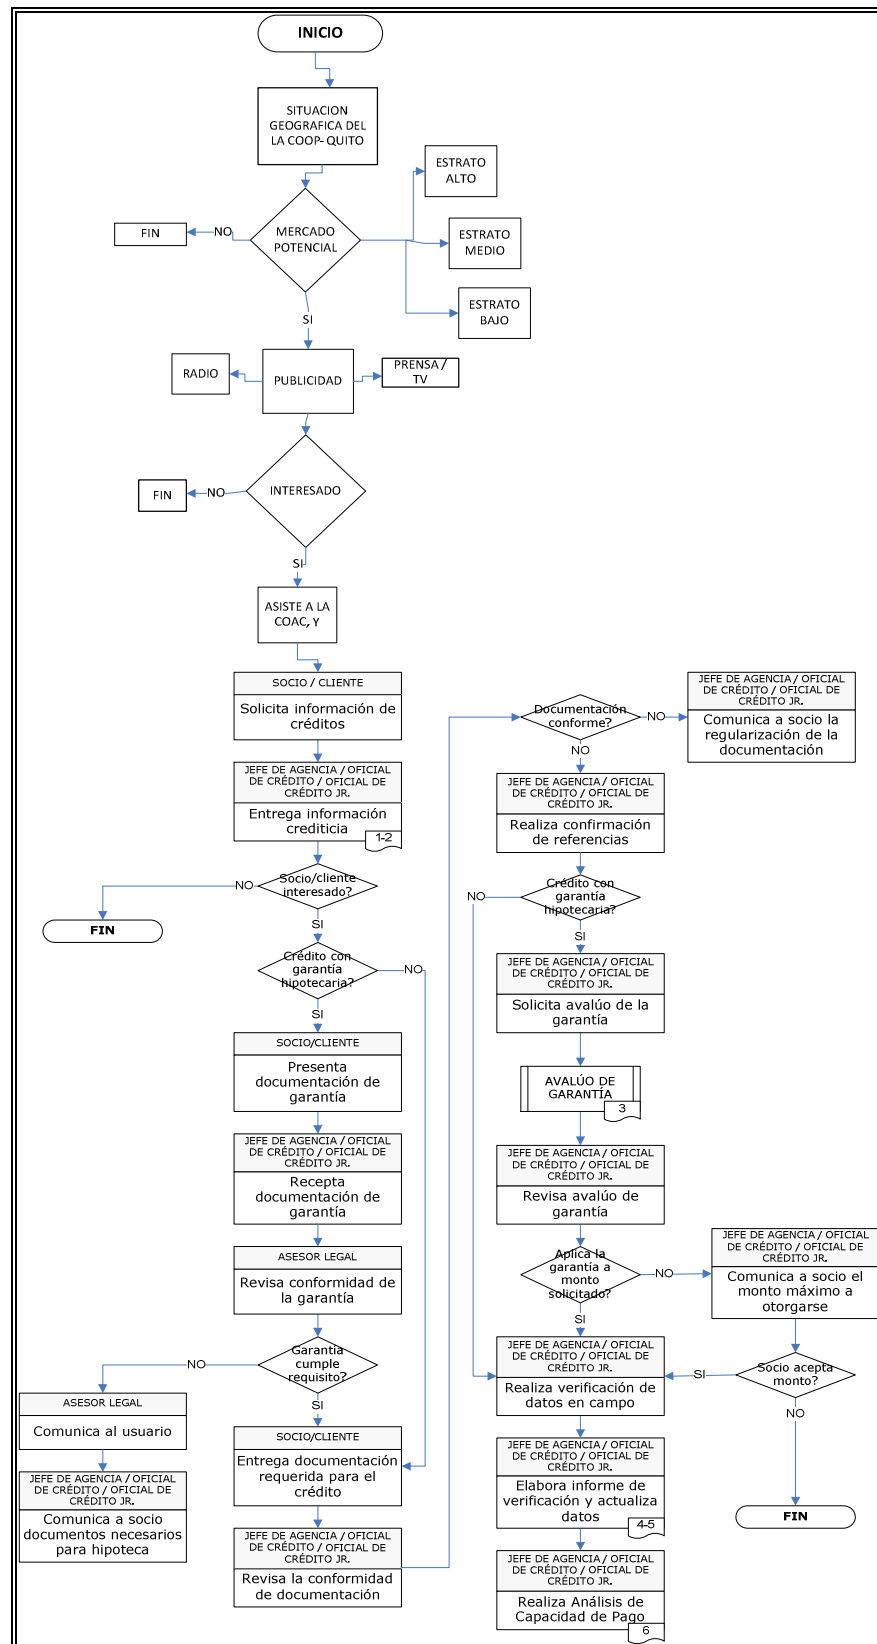 INICIO
SITUACION
GEOGRAFICA DEL
LA COOP- QUITO
ESTRATO
ALTO
MERCADO
POTENCIAL
NO
FIN
ESTRATO
MEDIO
ESTRATO
BAJO
SI
RADIO
PUBLICIDAD
PRENSA /
TV
INTERESADO
NO
FIN
SI
ASISTE A LA
COAC, Y
SOCIO / CLIENTE
Solicita información de
créditos
JEFE DE AGENCIA / OFICIAL
DE CRÉDITO / OFICIAL DE
CRÉDITO JR.
Entrega información
crediticia
1-2
Socio/cliente
interesado?
NO
FIN
SI
Crédito con
garantía
hipotecaria?
NO
SI
SOCIO/CLIENTE
Presenta
documentación de
garantía
JEFE DE AGENCIA / OFICIAL
DE CRÉDITO / OFICIAL DE
CRÉDITO JR.
Recepta
documentación de
garantía
ASESOR LEGAL
Revisa conformidad de
la garantía
Garantía
cumple
requisito?
NO
ASESOR LEGAL
Comunica al usuario
JEFE DE AGENCIA / OFICIAL
DE CRÉDITO / OFICIAL DE
CRÉDITO JR.
Comunica a socio
documentos necesarios
para hipoteca
SI
SOCIO/CLIENTE
Entrega documentación
requerida para el
crédito
JEFE DE AGENCIA / OFICIAL
DE CRÉDITO / OFICIAL DE
CRÉDITO JR.
Revisa la conformidad
de documentación
Documentación
conforme?
NO
JEFE DE AGENCIA / OFICIAL
DE CRÉDITO / OFICIAL DE
CRÉDITO JR.
Comunica a socio la
regularización de la
documentación
NO
JEFE DE AGENCIA / OFICIAL
DE CRÉDITO / OFICIAL DE
CRÉDITO JR.
Realiza confirmación
de referencias
Crédito con
garantía
hipotecaria?
NO
SI
JEFE DE AGENCIA / OFICIAL
DE CRÉDITO / OFICIAL DE
CRÉDITO JR.
Solicita avalúo de la
garantía
AVALÚO DE
GARANTÍA
3
JEFE DE AGENCIA / OFICIAL
DE CRÉDITO / OFICIAL DE
CRÉDITO JR.
Revisa avalúo de
garantía
Aplica la
garantía a
monto
solicitado?
NO
JEFE DE AGENCIA / OFICIAL
DE CRÉDITO / OFICIAL DE
CRÉDITO JR.
Comunica a socio el
monto máximo a
otorgarse
SI
Socio acepta
monto?
SI
NO
FIN
JEFE DE AGENCIA / OFICIAL
DE CRÉDITO / OFICIAL DE
CRÉDITO JR.
Realiza verificación de
datos en campo
JEFE DE AGENCIA / OFICIAL
DE CRÉDITO / OFICIAL DE
CRÉDITO JR.
Elabora informe de
verificación y actualiza
datos
4-5
JEFE DE AGENCIA / OFICIAL
DE CRÉDITO / OFICIAL DE
CRÉDITO JR.
Realiza Análisis de
Capacidad de Pago
6